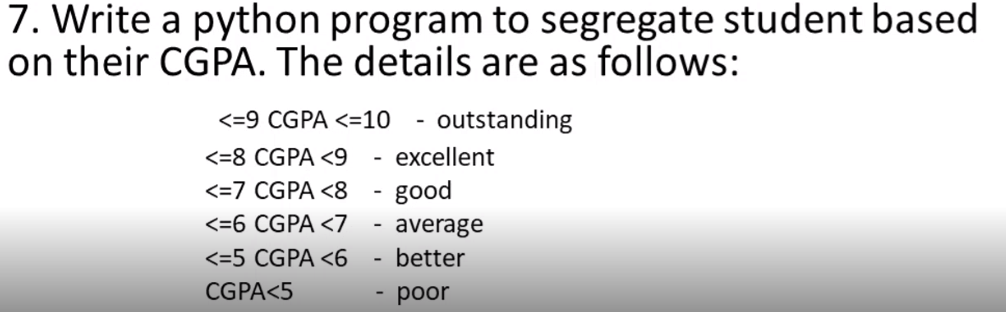 7. Write a python program to segregate student based
on their CGPA. The details are as follows:
<=9 CGPA <=10 - outstanding
<=8 CGPA <9 - excellent
<=7 CGPA <8 - good
<=6 CGPA <7 - average
<=5 CGPA <6 - better
CGPA<5 - poor